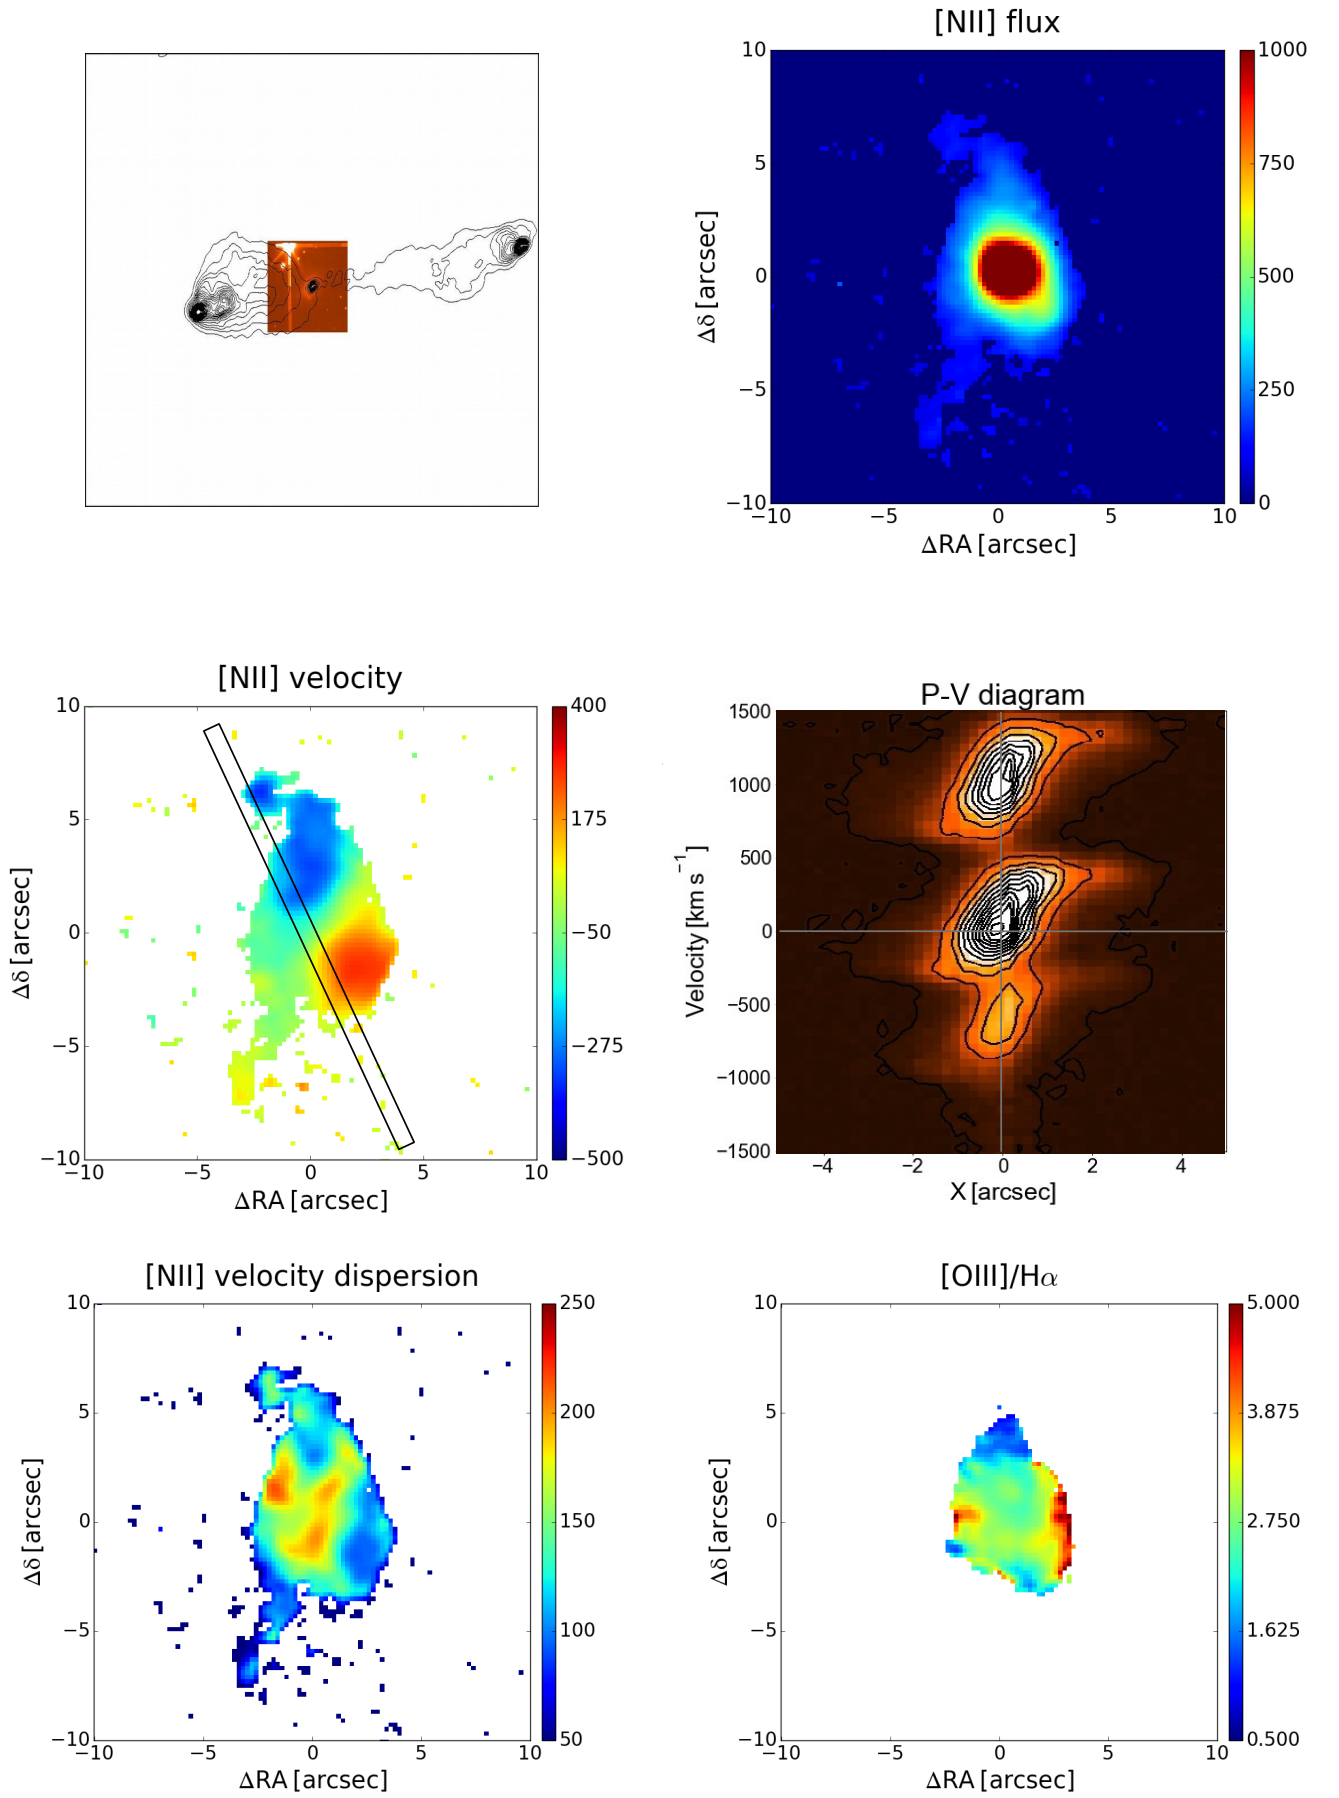 [NII] flux
10
5
0
−5
−10
−10 −5 0 5 10
Δδ [arcsec]
ΔRA [arcsec]
1000
750
500
250
0
[NII] velocity
10
5
0
−5
−10
−10 −5 0 5 10
Δδ [arcsec]
ΔRA [arcsec]
400
175
−50
−275
−500
P-V diagram
1500
1000
500
0
−500
−1000
−1500
−4 −2 0 2 4
Velocity [km s⁻¹]
X [arcsec]
[NII] velocity dispersion
10
5
0
−5
−10
−10 −5 0 5 10
Δδ [arcsec]
ΔRA [arcsec]
250
200
150
100
50
[OIII]/Hα
10
5
0
−5
−10
−10 −5 0 5 10
Δδ [arcsec]
ΔRA [arcsec]
5.000
3.875
2.750
1.625
0.500